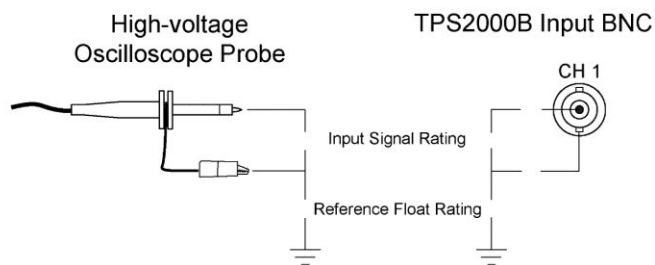 High-voltage
Oscilloscope Probe
TPS2000B Input BNC
CH 1
Input Signal Rating
Reference Float Rating